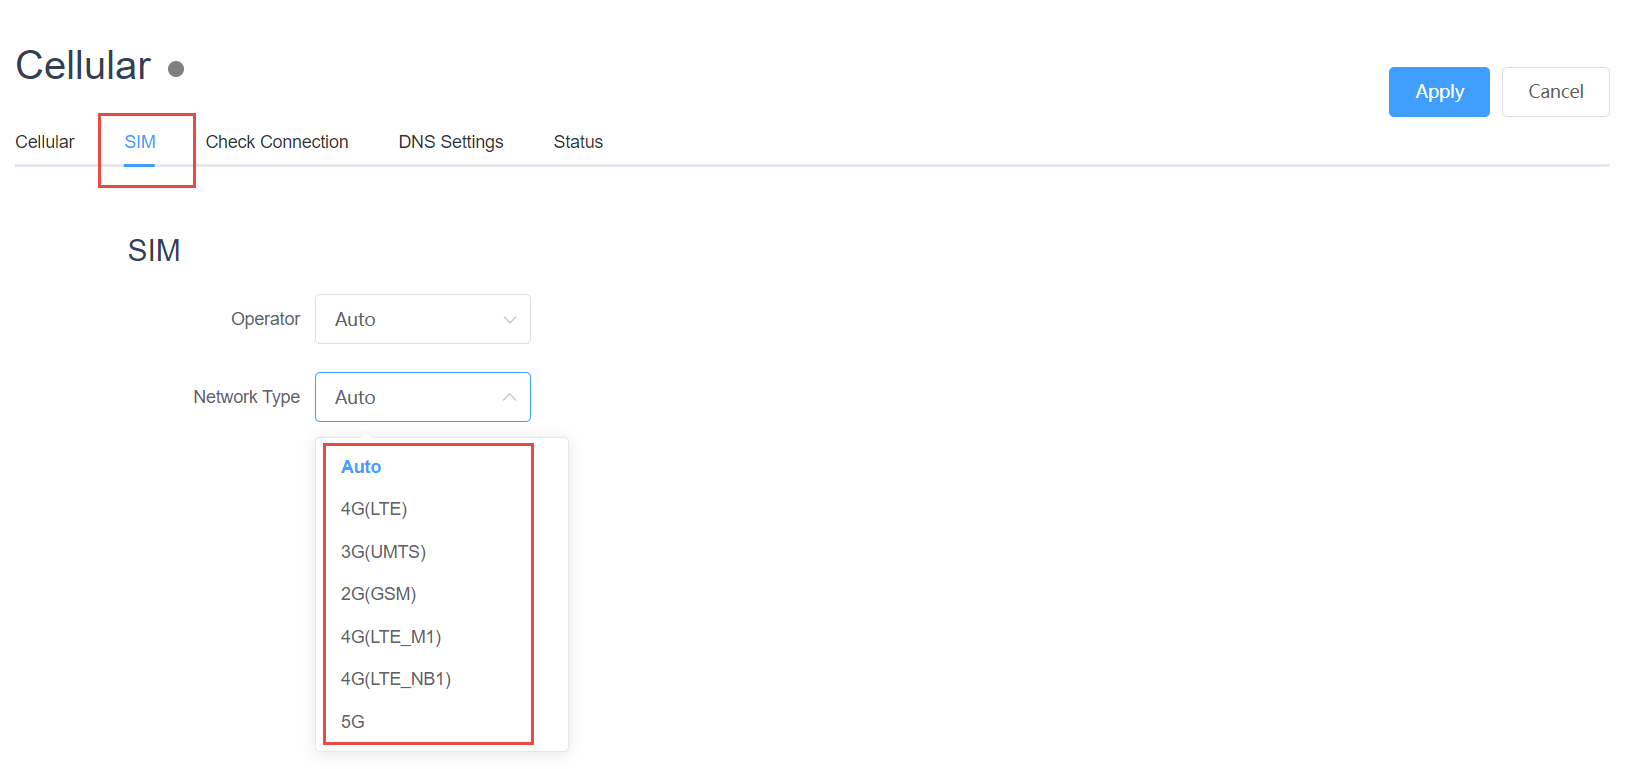 Cellular
Apply Cancel
Cellular SIM Check Connection DNS Settings Status
SIM
Operator Auto
Network Type Auto
Auto
4G(LTE)
3G(UMTS)
2G(GSM)
4G(LTE_M1)
4G(LTE_NB1)
5G